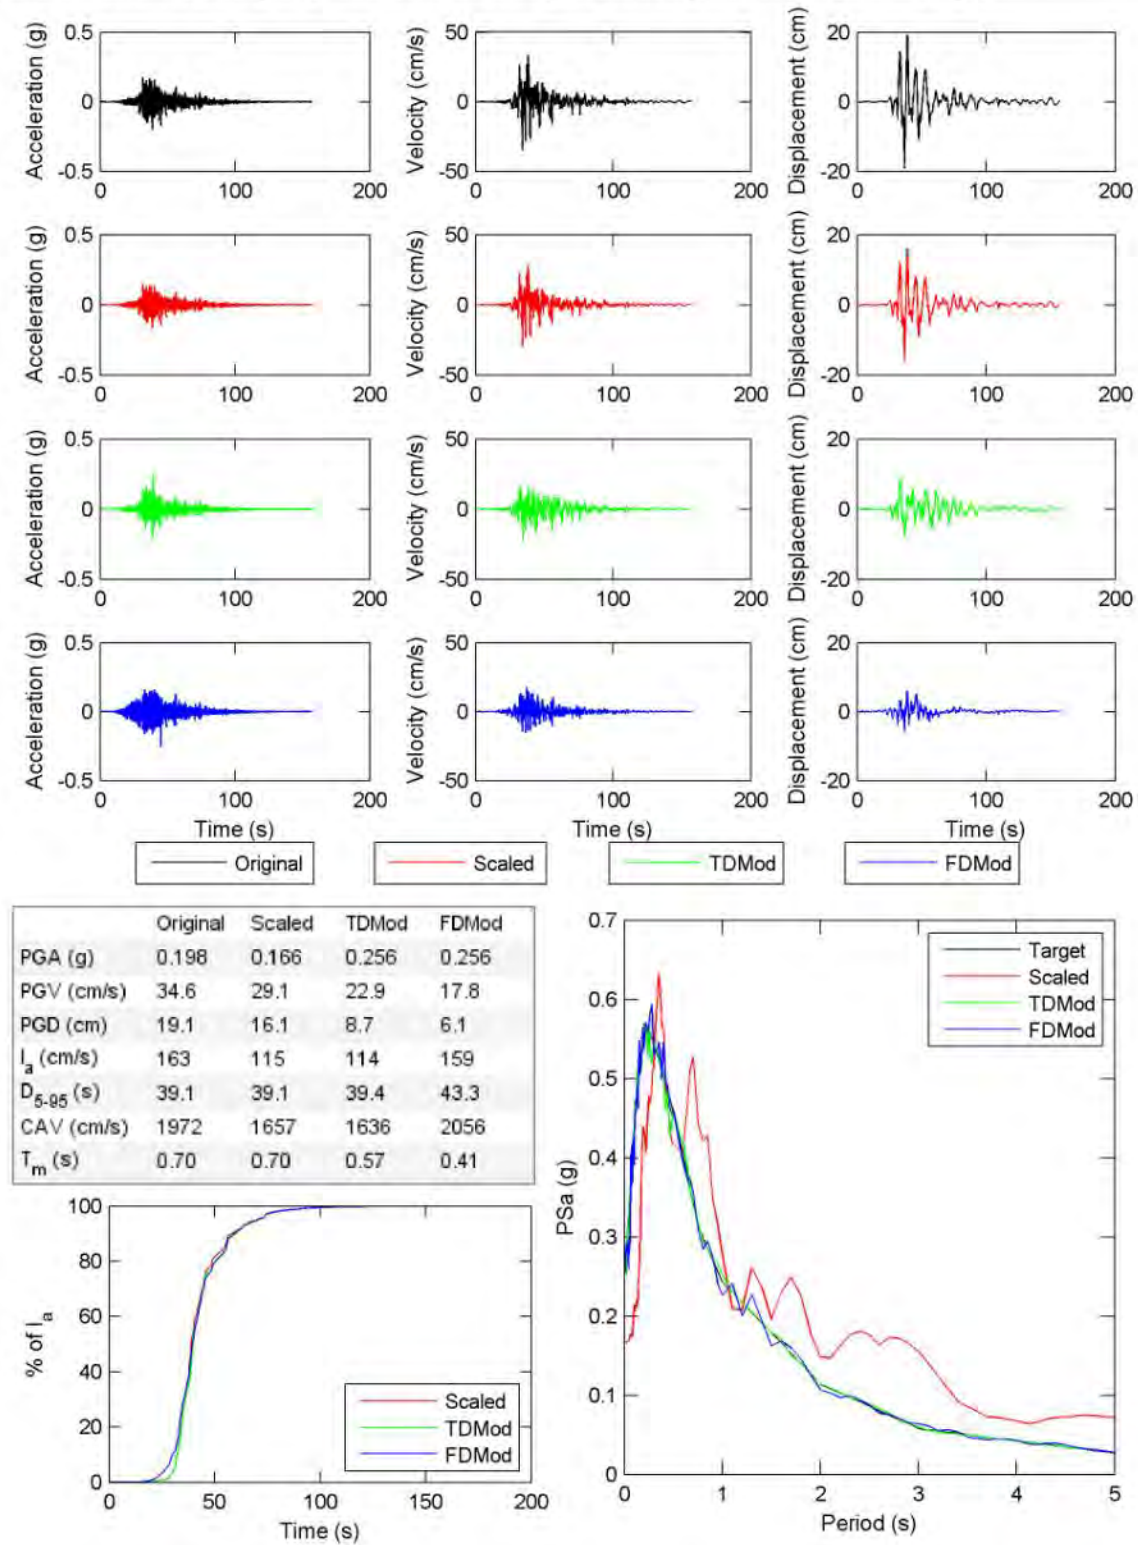 Acceleration (g)
0.5
0
-0.5
0
100
200
Velocity (cm/s)
50
0
-50
0
100
200
Displacement (cm)
20
0
-20
0
100
200
Acceleration (g)
0.5
0
-0.5
0
100
200
Velocity (cm/s)
50
0
-50
0
100
200
Displacement (cm)
20
0
-20
0
100
200
Acceleration (g)
0.5
0
-0.5
0
100
200
Velocity (cm/s)
50
0
-50
0
100
200
Displacement (cm)
20
0
-20
0
100
200
Acceleration (g)
0.5
0
-0.5
0
100
200
Time (s)
Velocity (cm/s)
50
0
-50
0
100
200
Time (s)
Displacement (cm)
20
0
-20
0
100
200
Time (s)
Original
Scaled
TDMod
FDMod
Original Scaled TDMod FDMod
PGA (g) 0.198 0.166 0.256 0.256
PGV (cm/s) 34.6 29.1 22.9 17.8
PGD (cm) 19.1 16.1 8.7 6.1
Ia (cm/s) 163 115 114 159
D5-95 (s) 39.1 39.1 39.4 43.3
CAV (cm/s) 1972 1657 1636 2056
Tm (s) 0.70 0.70 0.57 0.41
% of Ia
100
80
60
40
20
0
0
50
100
150
200
Time (s)
Scaled
TDMod
FDMod
PSa (g)
0.7
0.6
0.5
0.4
0.3
0.2
0.1
0
0
1
2
3
4
5
Period (s)
Target
Scaled
TDMod
FDMod